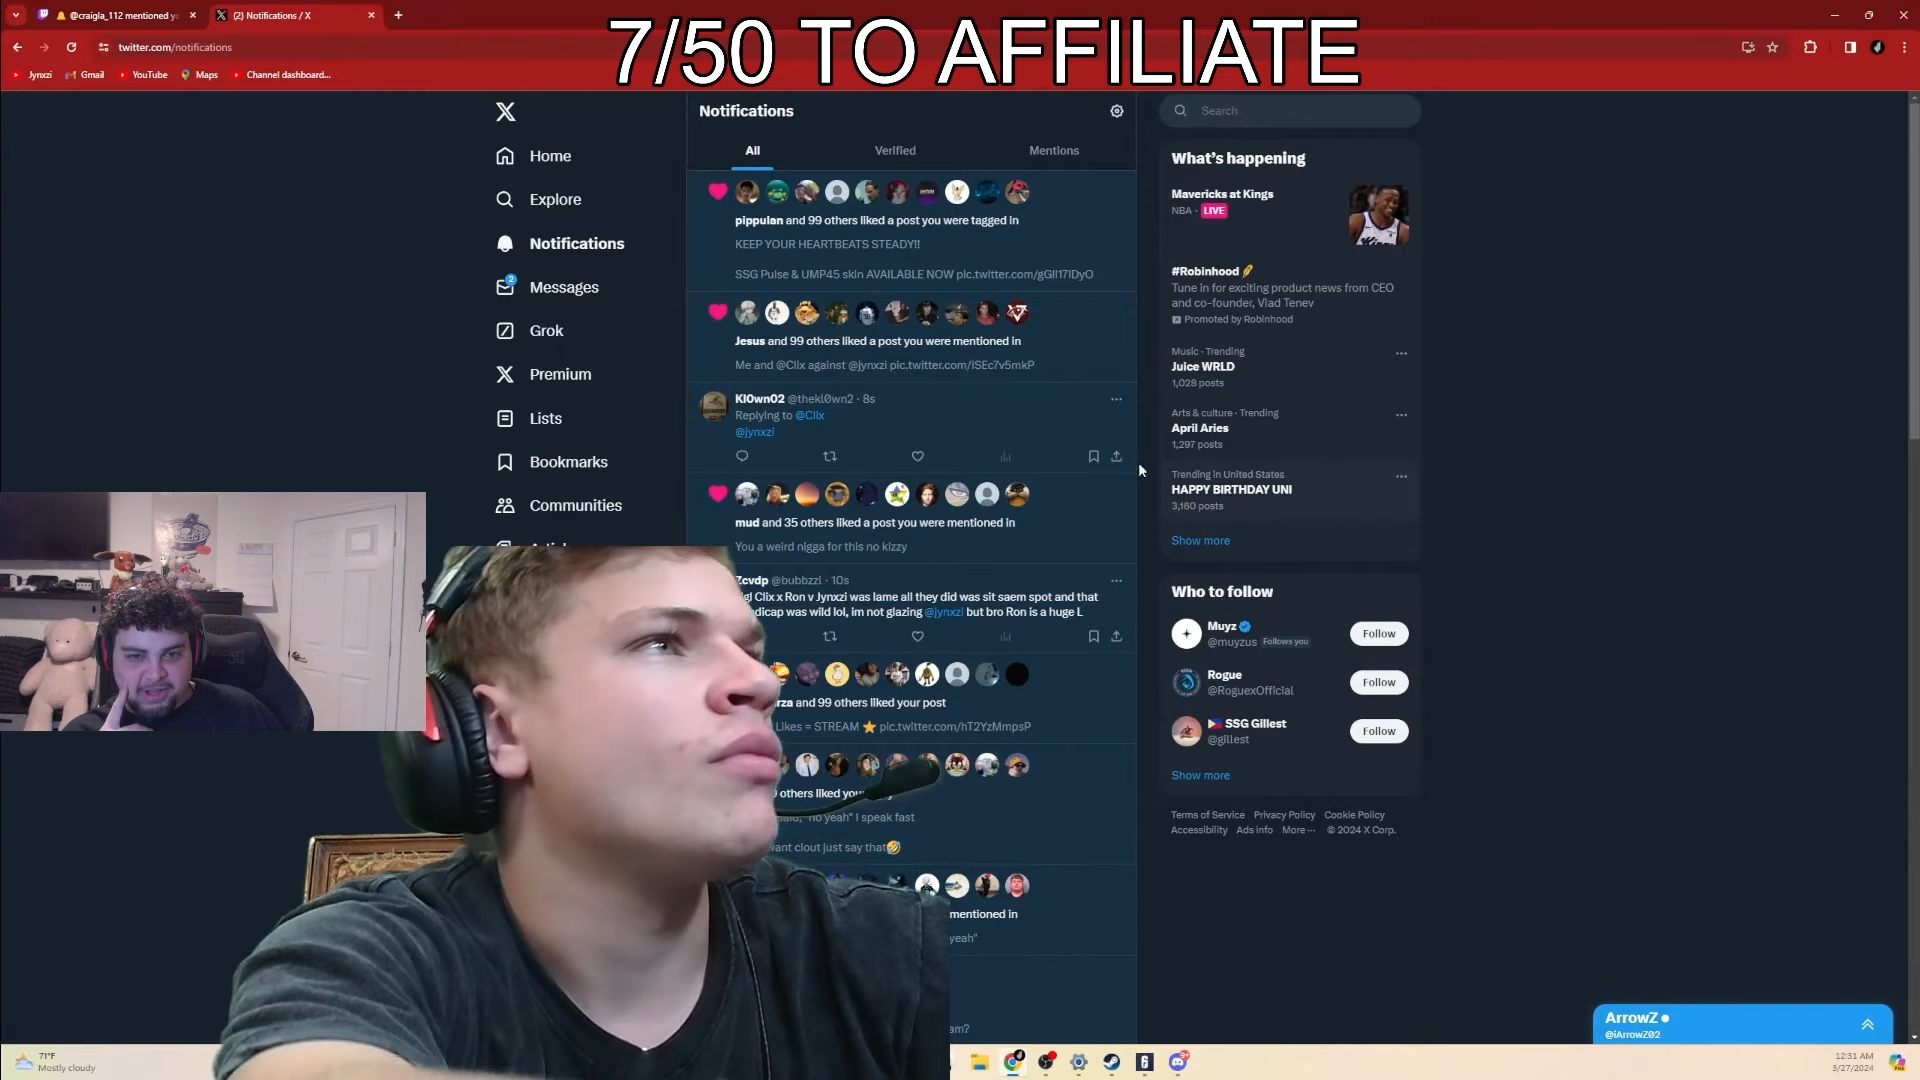 @craigla_112 mentioned yo
(2) Notifications / X
twitter.com/notifications
7/50 TO AFFILIATE
Jynxzi
Gmail
YouTube
Maps
Channel dashboard...
Home
Explore
Notifications
2
Messages
Grok
Premium
Lists
Bookmarks
Communities
Notifications
All
Verified
Mentions
pippulan and 99 others liked a post you were tagged in
KEEP YOUR HEARTBEATS STEADY!!
SSG Pulse & UMP45 skin AVAILABLE NOW pic.twitter.com/gGIl17lDyO
Jesus and 99 others liked a post you were mentioned in
Me and @Clix against @jynxzi pic.twitter.com/lSEc7v5mkP
Kl0wn02 @thekl0wn2 · 8s
Replying to @Clix
@jynxzi
mud and 35 others liked a post you were mentioned in
You a weird nigga for this no kizzy
Zcvdp @bubbzzl · 10s
gl Clix x Ron v Jynxzi was lame all they did was sit saem spot and that
dicap was wild lol, im not glazing @jynxzi but bro Ron is a huge L
rza and 99 others liked your post
Likes = STREAM ⭐ pic.twitter.com/hT2YzMmpsP
others liked you
said, "no yeah" I speak fast
want clout just say that🤣
mentioned in
yeah"
am?
Search
What's happening
Mavericks at Kings
NBA · LIVE
#Robinhood
Tune in for exciting product news from CEO
and co-founder, Vlad Tenev
Promoted by Robinhood
Music · Trending
Juice WRLD
1,028 posts
Arts & culture · Trending
April Aries
1,297 posts
Trending in United States
HAPPY BIRTHDAY UNI
3,160 posts
Show more
Who to follow
Muyz
@muyzus Follows you
Follow
Rogue
@RoguexOfficial
Follow
🇵🇭 SSG Gillest
@gillest
Follow
Show more
Terms of Service Privacy Policy Cookie Policy
Accessibility Ads info More ··· © 2024 X Corp.
ArrowZ
@iArrowZ02
71°F
Mostly cloudy
12:31 AM
3/27/2024